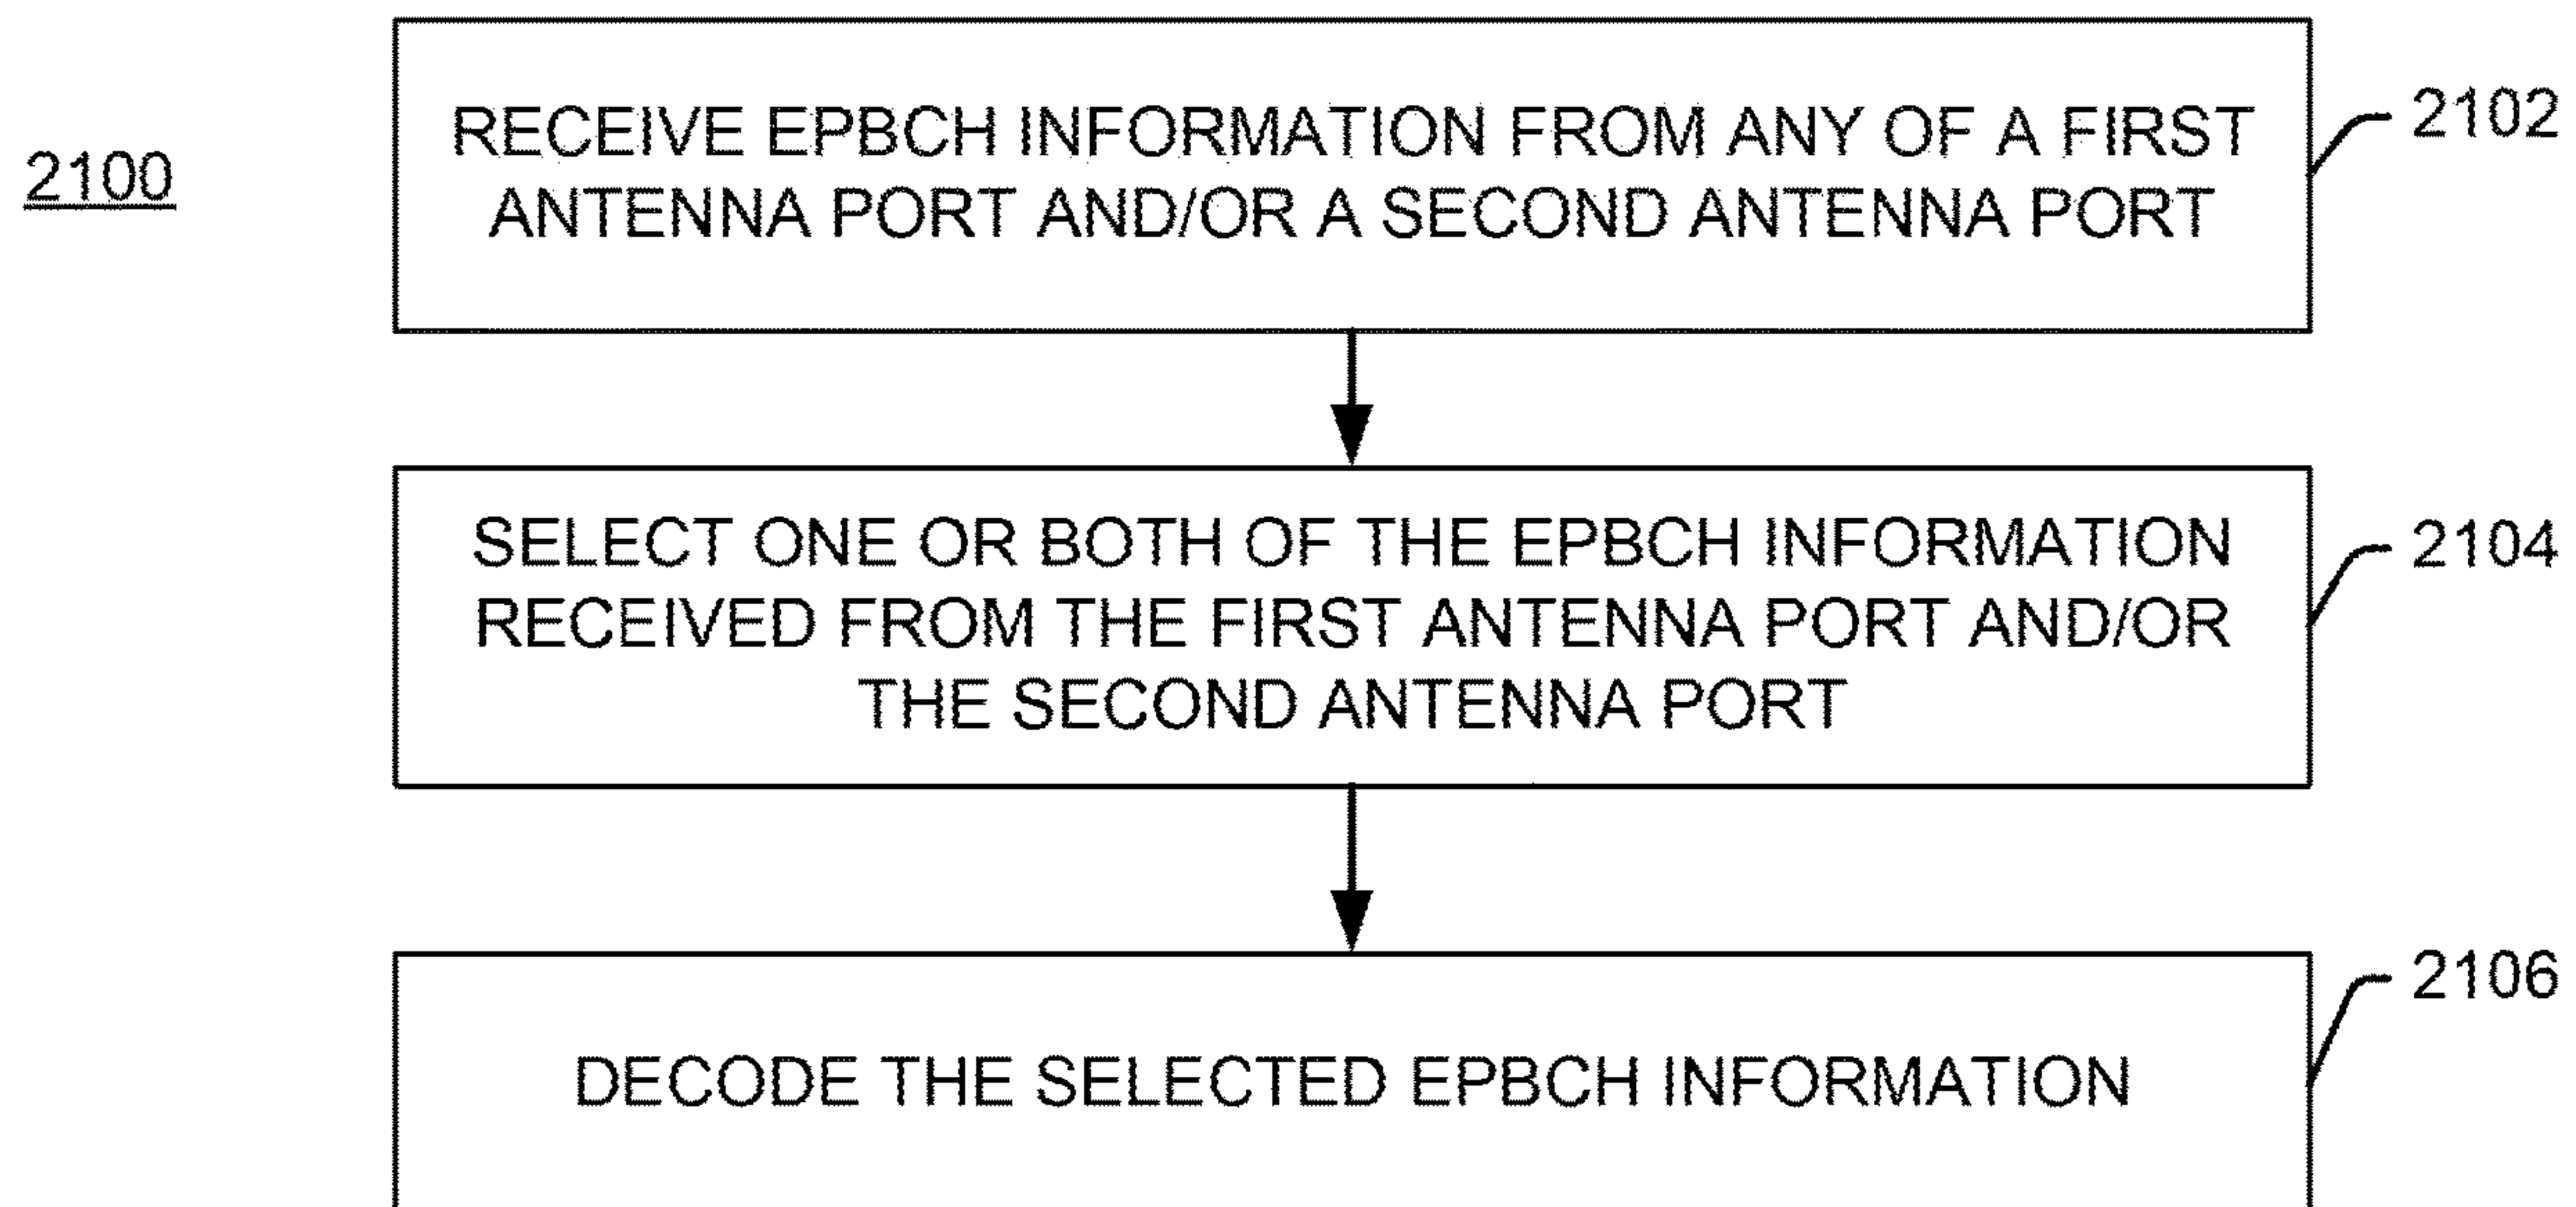 2100
RECEIVE EPBCH INFORMATION FROM ANY OF A FIRST
ANTENNA PORT AND/OR A SECOND ANTENNA PORT
2102
SELECT ONE OR BOTH OF THE EPBCH INFORMATION
RECEIVED FROM THE FIRST ANTENNA PORT AND/OR
THE SECOND ANTENNA PORT
2104
DECODE THE SELECTED EPBCH INFORMATION
2106